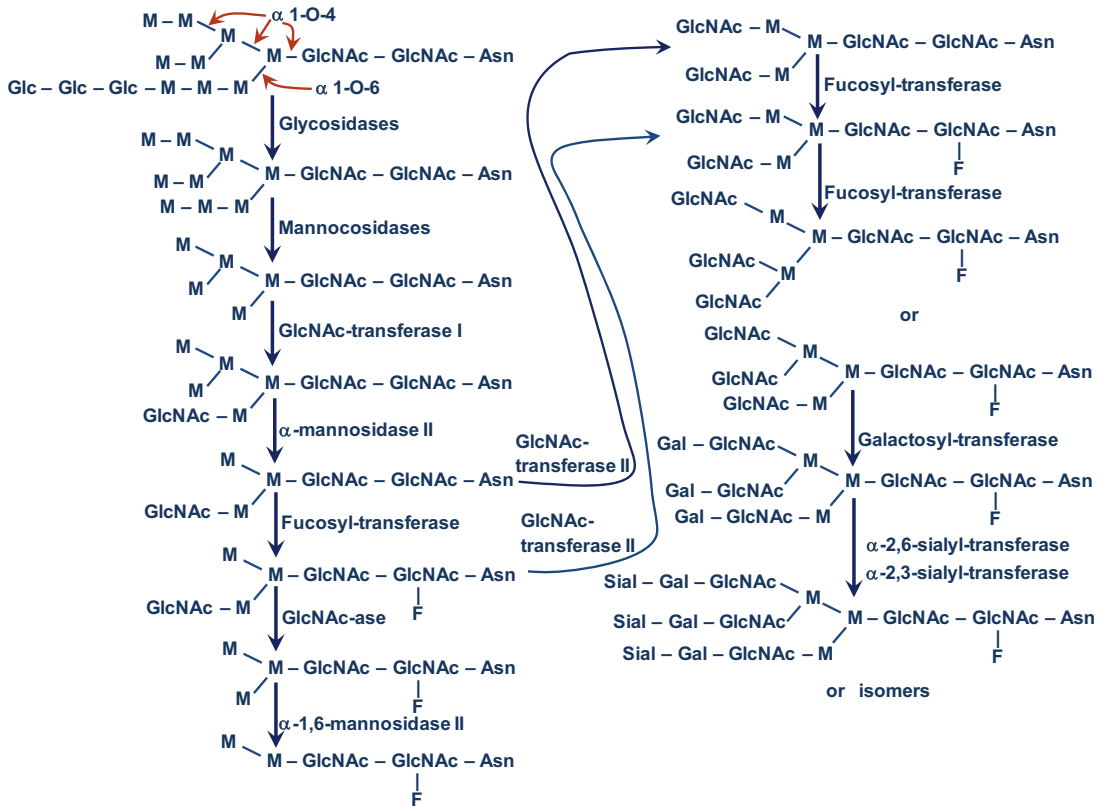 M – M α 1-O-4
M
M – M M – GlcNAc – GlcNAc – Asn
Glc – Glc – Glc – M – M – M α 1-O-6
Glycosidases
M – M
M
M – M M – GlcNAc – GlcNAc – Asn
M – M – M
Mannocosidases
M
M
M M – GlcNAc – GlcNAc – Asn
M
GlcNAc-transferase I
M
M
M M – GlcNAc – GlcNAc – Asn
GlcNAc – M
α-mannosidase II
M
M – GlcNAc – GlcNAc – Asn
GlcNAc – M
Fucosyl-transferase
M
M – GlcNAc – GlcNAc – Asn
GlcNAc – M F
GlcNAc-ase
M
M – GlcNAc – GlcNAc – Asn
M F
α-1,6-mannosidase II
M
M – GlcNAc – GlcNAc – Asn
F
GlcNAc-
transferase II
GlcNAc-
transferase II
GlcNAc – M
M – GlcNAc – GlcNAc – Asn
GlcNAc – M
Fucosyl-transferase
GlcNAc – M
M – GlcNAc – GlcNAc – Asn
GlcNAc – M F
Fucosyl-transferase
GlcNAc
M
M – GlcNAc – GlcNAc – Asn
GlcNAc F
M
GlcNAc
or
GlcNAc
M
M – GlcNAc – GlcNAc – Asn
GlcNAc
GlcNAc – M F
Galactosyl-transferase
Gal – GlcNAc
M
M – GlcNAc – GlcNAc – Asn
Gal – GlcNAc
Gal – GlcNAc – M F
α-2,6-sialyl-transferase
α-2,3-sialyl-transferase
Sial – Gal – GlcNAc
M
M – GlcNAc – GlcNAc – Asn
Sial – Gal – GlcNAc
Sial – Gal – GlcNAc – M F
or isomers